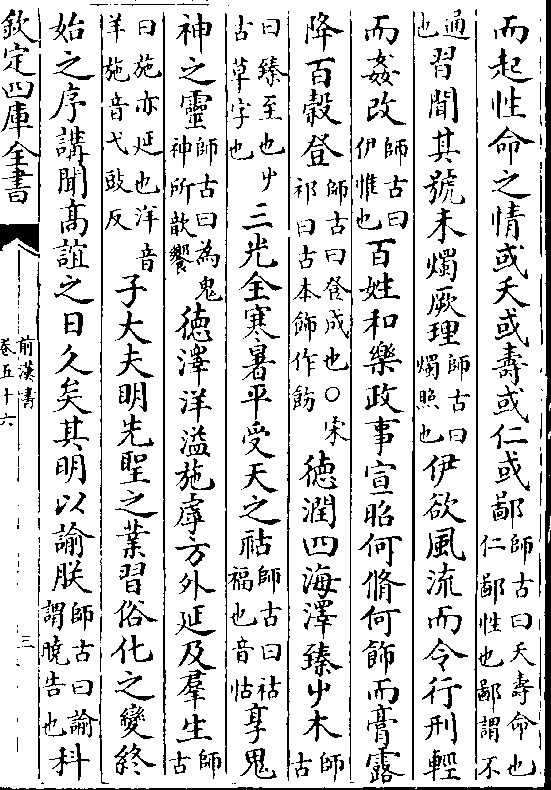 而起性命之情或夭或壽或仁或鄙師古曰夭壽命也仁鄙性也鄙謂不
通也習聞其號未燭厥理師古曰燭照也伊欲風流而令行刑輕
而姦改師古曰伊惟也百姓和樂政事宣昭何脩何飾而膏露
降百穀登師古曰登成也○宋祁曰古本飾作飭德潤四海澤臻屮木師古
曰臻至也屮古草字也三光全寒暑平受天之祜師古曰祜福也音怙享鬼
神之靈師古曰為鬼神所歆饗德澤洋溢施虖方外延及羣生師古
曰施亦延也洋音羊施音弋豉反子大夫明先聖之業習俗化之變終
始之序講聞高誼之日久矣其明以諭朕師古曰諭謂曉告也科
欽定四庫全書
前漢書
卷五十六
三